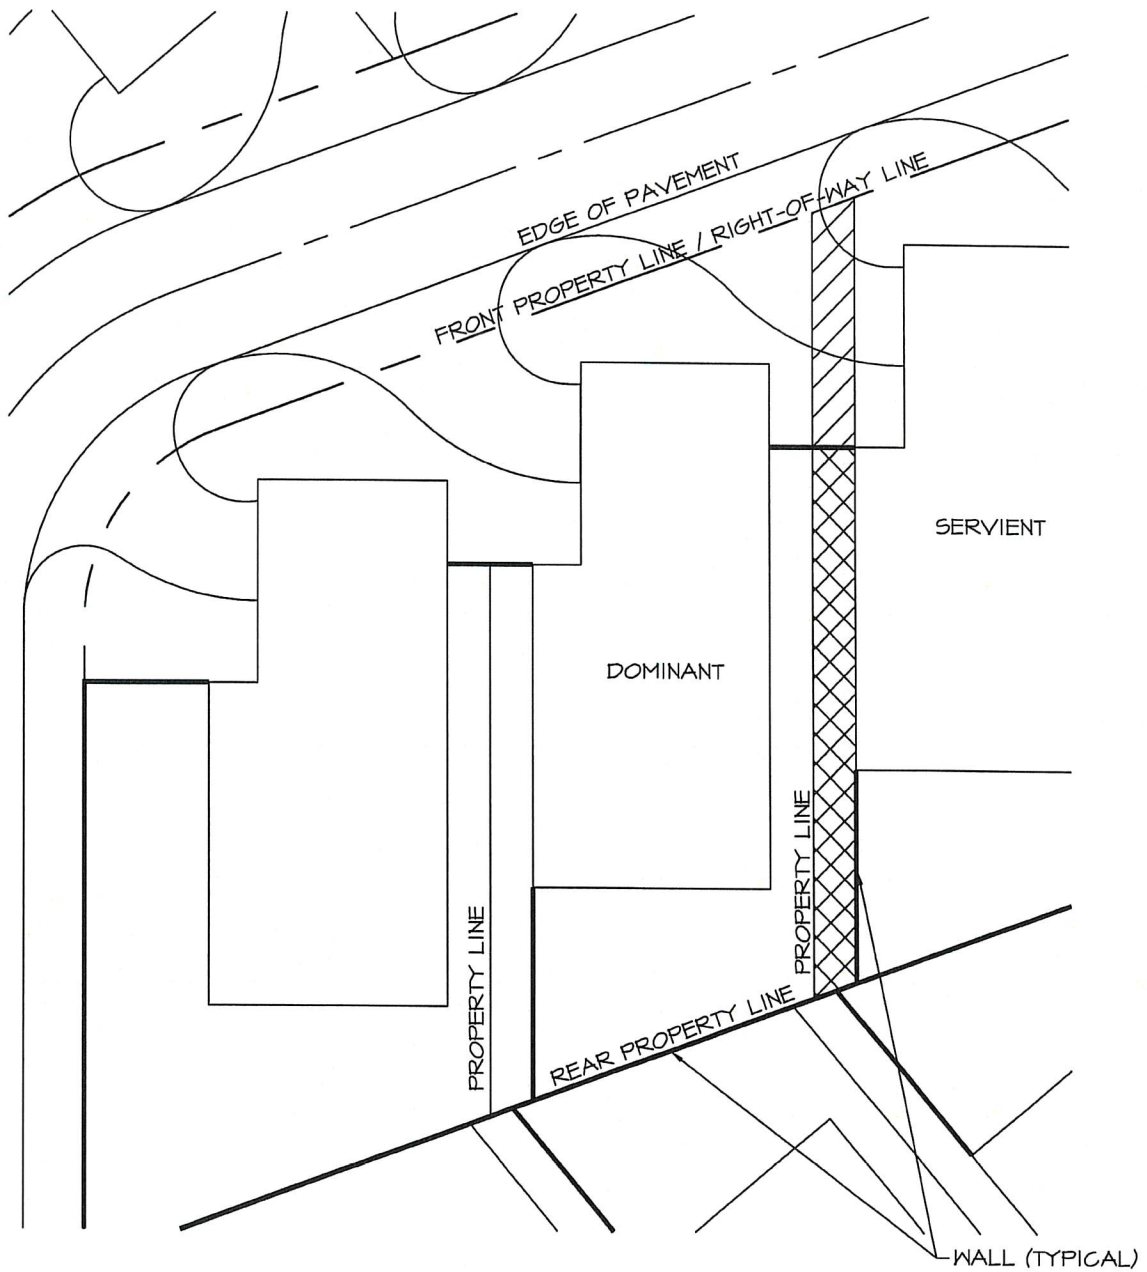 EDGE OF PAVEMENT
FRONT PROPERTY LINE / RIGHT-OF-WAY LINE
SERVIENT
DOMINANT
PROPERTY LINE
PROPERTY LINE
REAR PROPERTY LINE
WALL (TYPICAL)